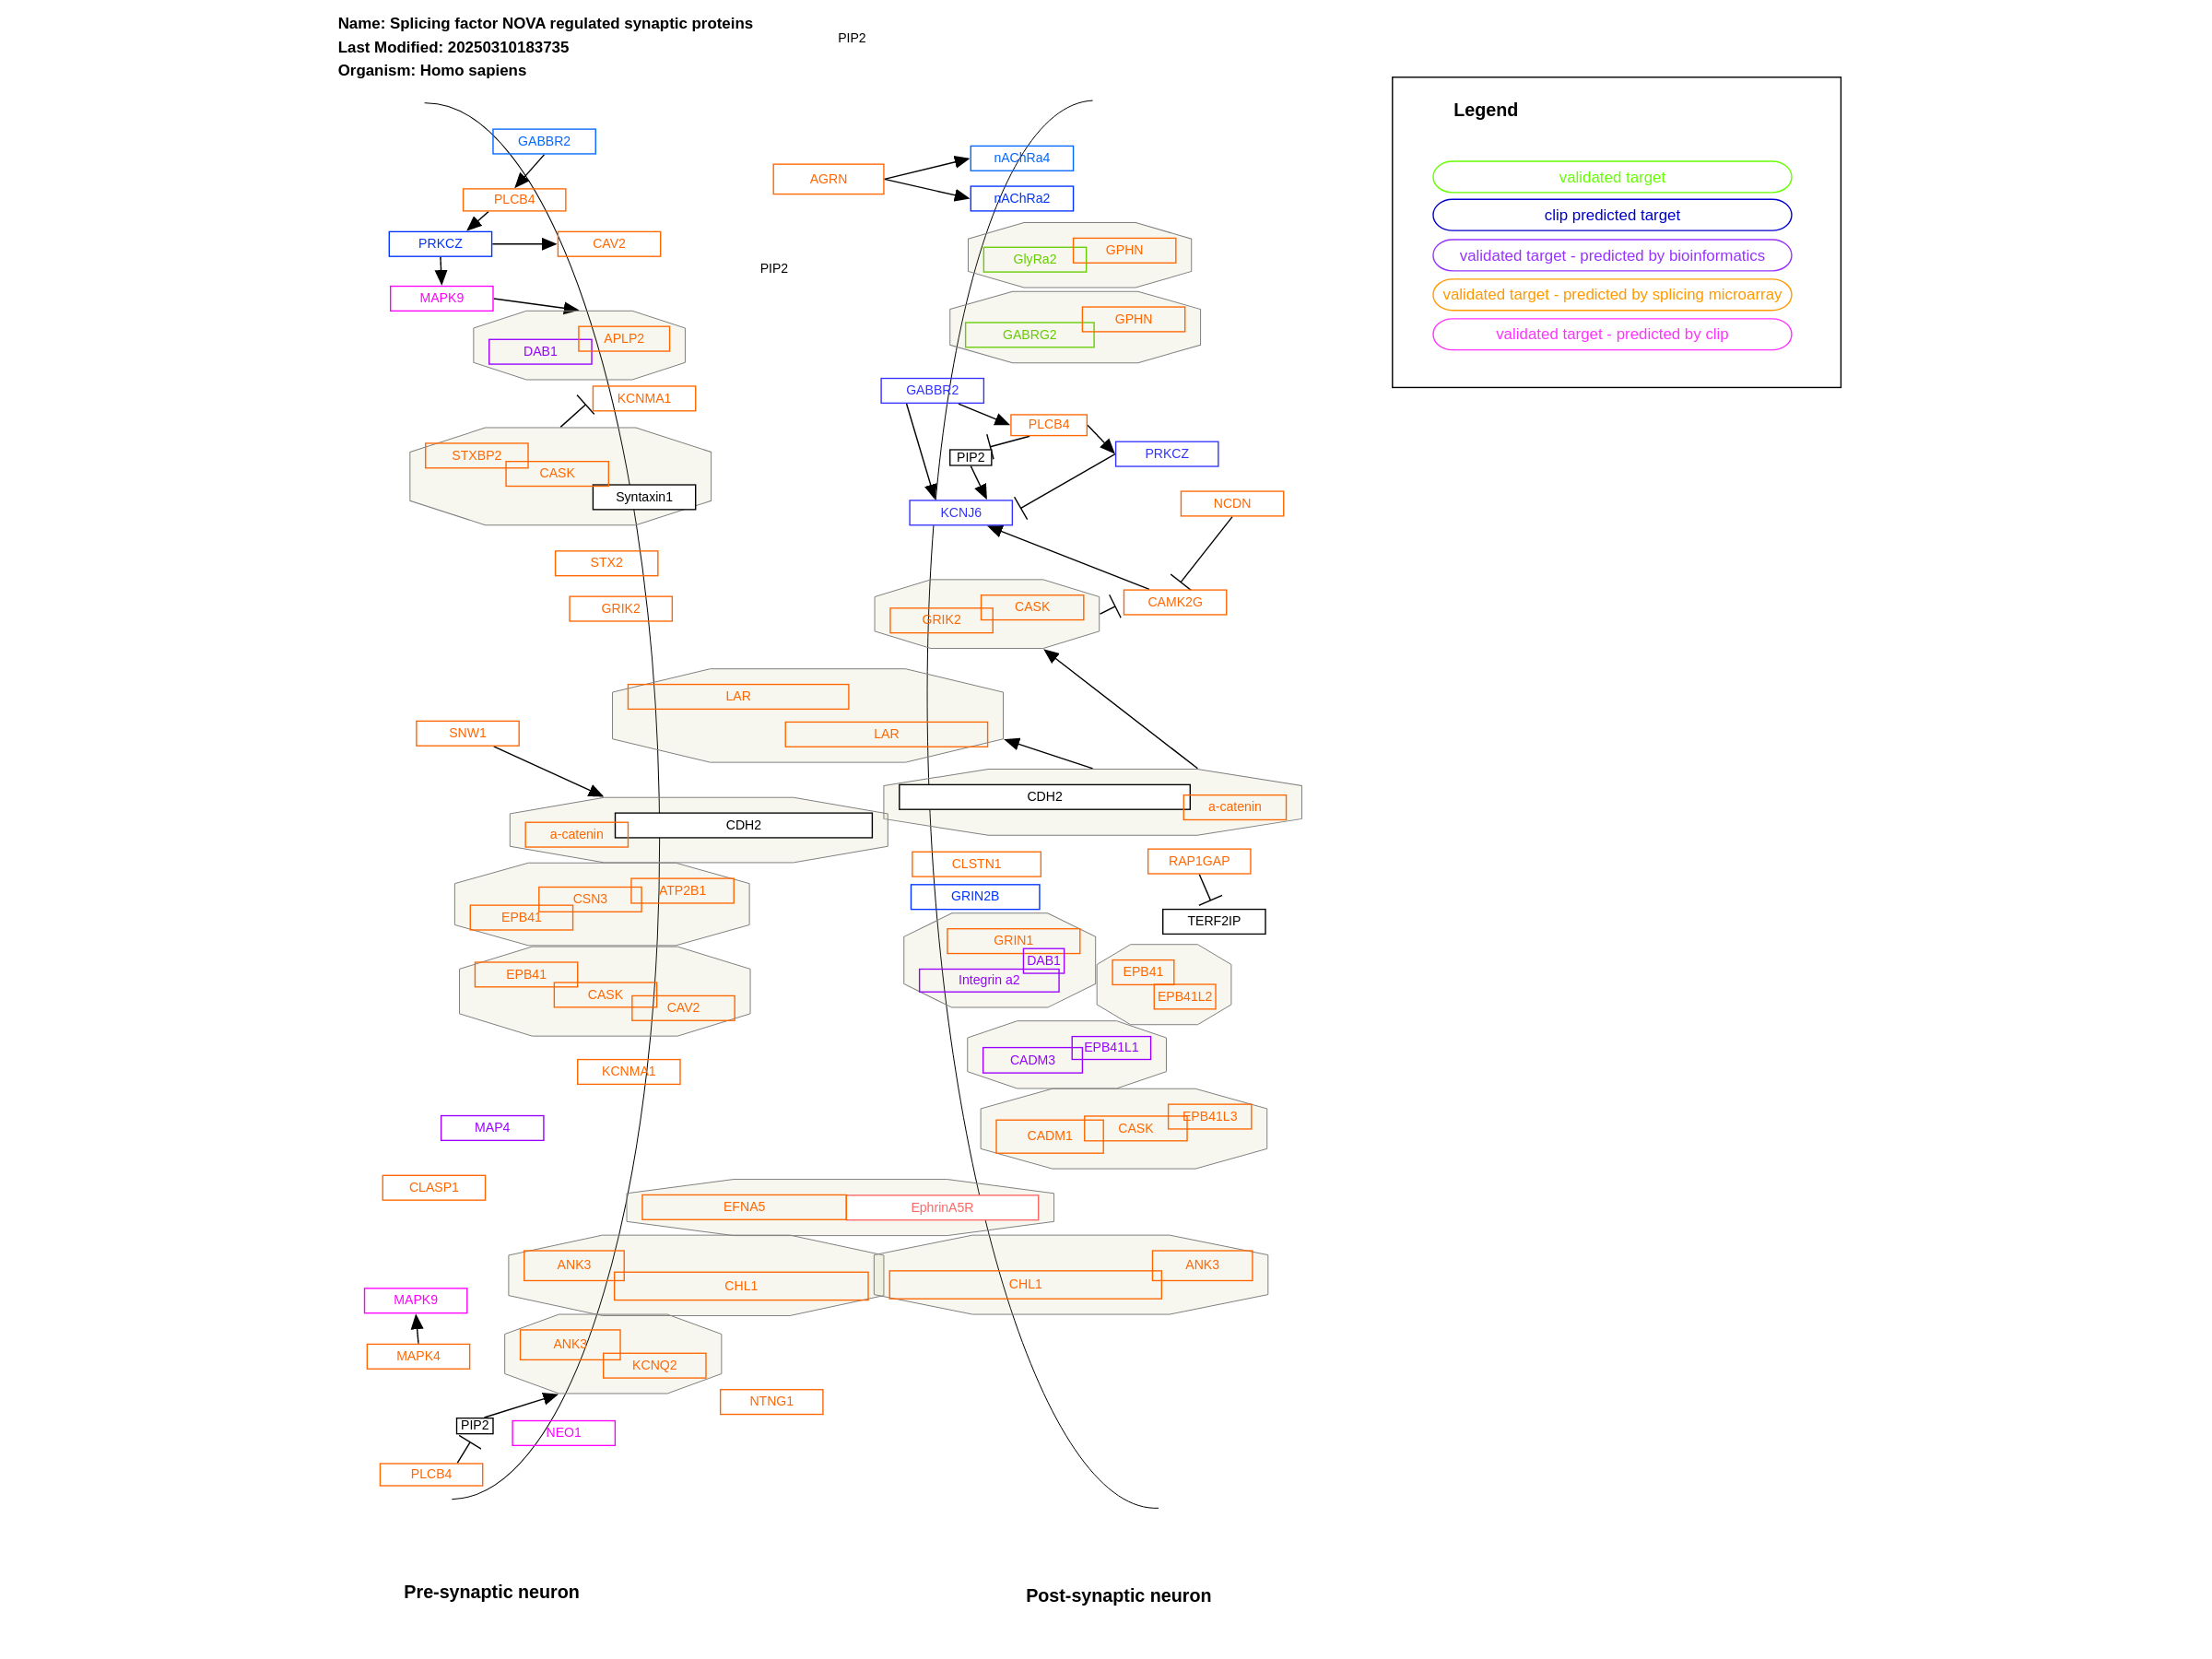 Name: Splicing factor NOVA regulated synaptic proteins
Last Modified: 20250310183735
Organism: Homo sapiens
PIP2
Legend
validated target
clip predicted target
validated target - predicted by bioinformatics
validated target - predicted by splicing microarray
validated target - predicted by clip
GABBR2
PLCB4
PRKCZ
CAV2
MAPK9
APLP2
DAB1
KCNMA1
STXBP2
CASK
Syntaxin1
STX2
GRIK2
PIP2
AGRN
nAChRa4
nAChRa2
GPHN
GlyRa2
GPHN
GABRG2
GABBR2
PLCB4
PIP2
PRKCZ
KCNJ6
NCDN
CASK
GRIK2
CAMK2G
LAR
LAR
SNW1
CDH2
a-catenin
CDH2
a-catenin
ATP2B1
CSN3
EPB41
EPB41
CASK
CAV2
KCNMA1
MAP4
CLASP1
CLSTN1
GRIN2B
RAP1GAP
TERF2IP
GRIN1
DAB1
Integrin a2
EPB41
EPB41L2
EPB41L1
CADM3
EPB41L3
CASK
CADM1
EFNA5
EphrinA5R
ANK3
CHL1
ANK3
CHL1
MAPK9
MAPK4
ANK3
KCNQ2
NTNG1
PIP2
NEO1
PLCB4
Pre-synaptic neuron
Post-synaptic neuron